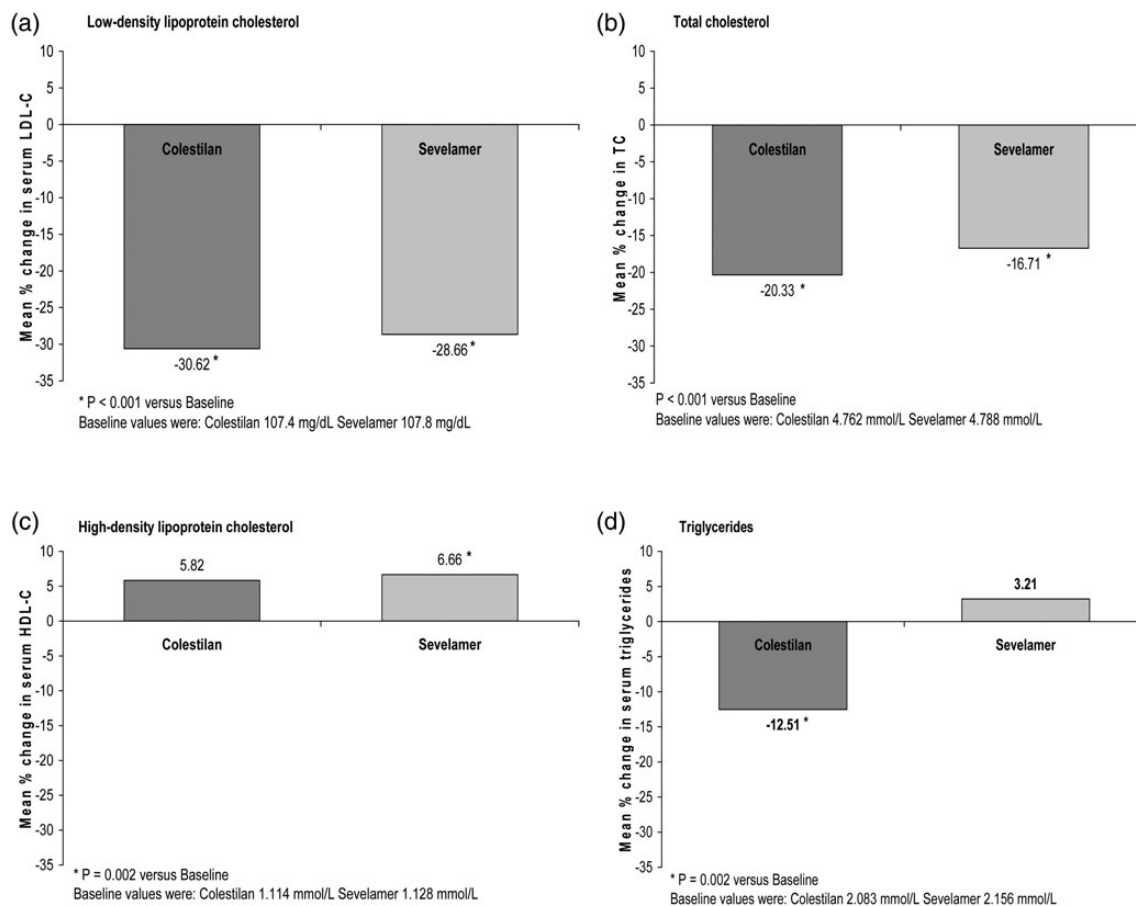 (a) Low-density lipoprotein cholesterol
10
5
0
-5
-10
-15
-20
-25
-30
-35
Mean % change in serum LDL-C
Colestilan
Sevelamer
-30.62 *
-28.66 *
* P < 0.001 versus Baseline
Baseline values were: Colestilan 107.4 mg/dL Sevelamer 107.8 mg/dL
(b) Total cholesterol
10
5
0
-5
-10
-15
-20
-25
-30
-35
Mean % change in TC
Colestilan
Sevelamer
-20.33 *
-16.71 *
P < 0.001 versus Baseline
Baseline values were: Colestilan 4.762 mmol/L Sevelamer 4.788 mmol/L
(c) High-density lipoprotein cholesterol
10
5
0
-5
-10
-15
-20
-25
-30
-35
Mean % change in serum HDL-C
5.82
6.66 *
Colestilan
Sevelamer
* P = 0.002 versus Baseline
Baseline values were: Colestilan 1.114 mmol/L Sevelamer 1.128 mmol/L
(d) Triglycerides
10
5
0
-5
-10
-15
-20
-25
-30
-35
Mean % change in serum triglycerides
3.21
Colestilan
Sevelamer
-12.51 *
* P = 0.002 versus Baseline
Baseline values were: Colestilan 2.083 mmol/L Sevelamer 2.156 mmol/L